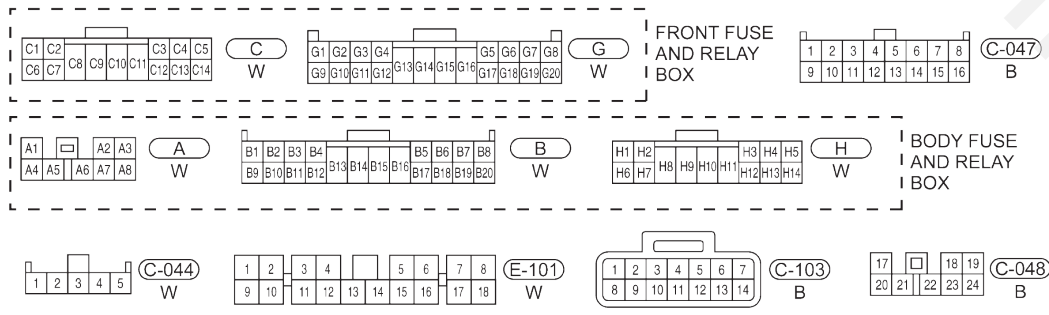 FRONT FUSE
AND RELAY
BOX
C1 C2 C3 C4 C5
C6 C7 C8 C9 C10 C11 C12 C13 C14
C
W
G1 G2 G3 G4 G5 G6 G7 G8
G9 G10 G11 G12 G13 G14 G15 G16 G17 G18 G19 G20
G
W
1 2 3 4 5 6 7 8
9 10 11 12 13 14 15 16
C-047
B
BODY FUSE
AND RELAY
BOX
A1 A2 A3
A4 A5 A6 A7 A8
A
W
B1 B2 B3 B4 B5 B6 B7 B8
B9 B10 B11 B12 B13 B14 B15 B16 B17 B18 B19 B20
B
W
H1 H2 H3 H4 H5
H6 H7 H8 H9 H10 H11 H12 H13 H14
H
W
1 2 3 4 5
C-044
W
1 2 3 4 5 6 7 8
9 10 11 12 13 14 15 16 17 18
E-101
W
1 2 3 4 5 6 7
8 9 10 11 12 13 14
C-103
B
17 18 19
20 21 22 23 24
C-048
B